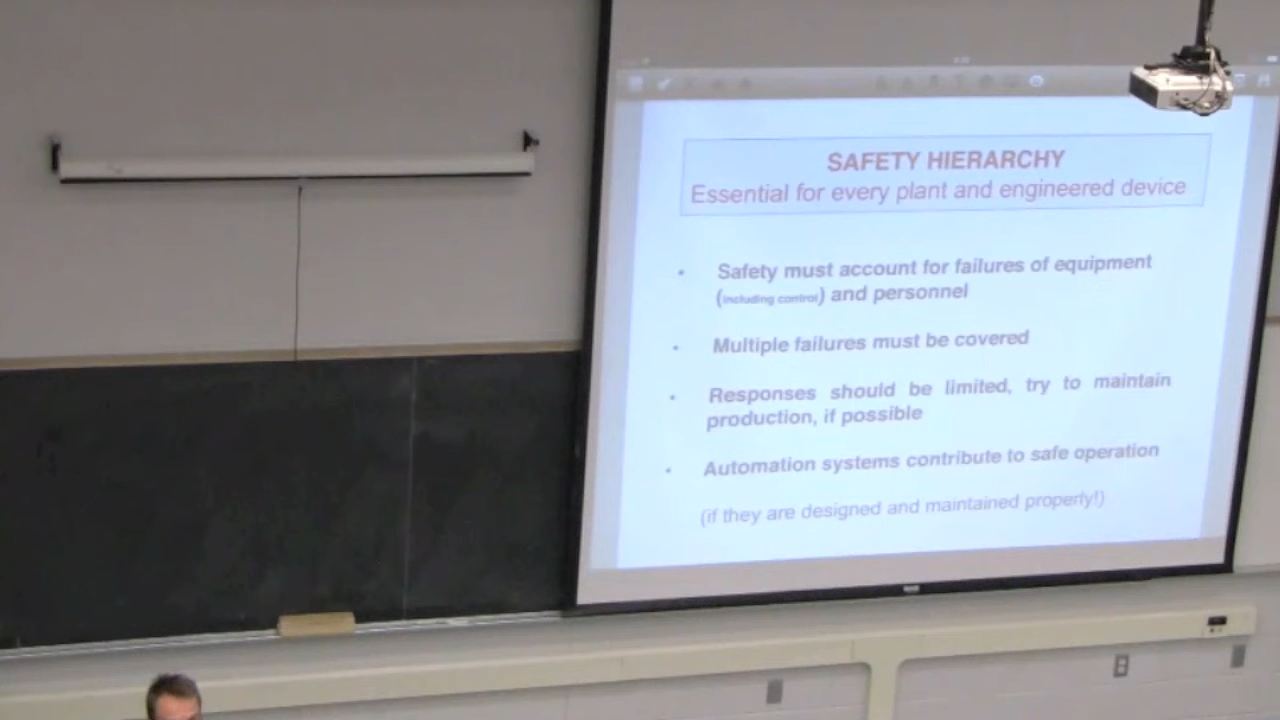 SAFETY HIERARCHY
Essential for every plant and engineered device
• Safety must account for failures of equipment
(including control) and personnel
• Multiple failures must be covered
• Responses should be limited, try to maintain
production, if possible
• Automation systems contribute to safe operation
(if they are designed and maintained properly!)